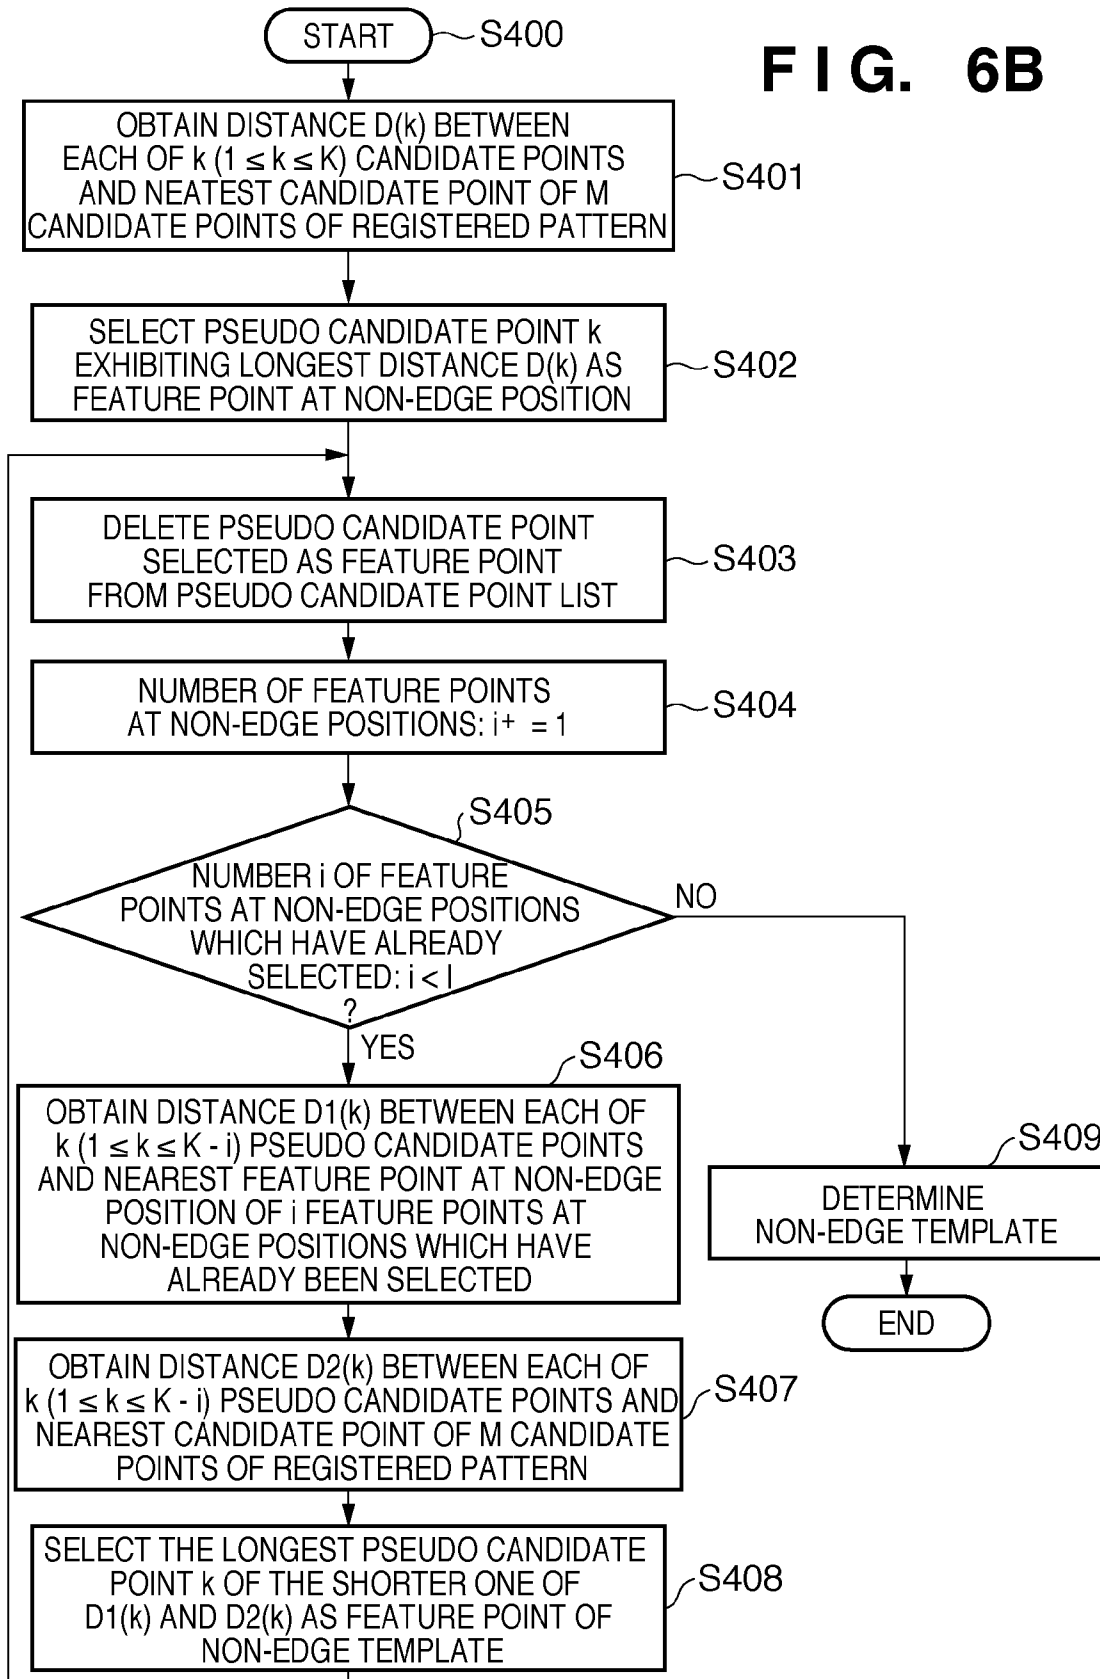 START
S400
F I G. 6B
OBTAIN DISTANCE D(k) BETWEEN
EACH OF k (1 ≤ k ≤ K) CANDIDATE POINTS
AND NEATEST CANDIDATE POINT OF M
CANDIDATE POINTS OF REGISTERED PATTERN
S401
SELECT PSEUDO CANDIDATE POINT k
EXHIBITING LONGEST DISTANCE D(k) AS
FEATURE POINT AT NON-EDGE POSITION
S402
DELETE PSEUDO CANDIDATE POINT
SELECTED AS FEATURE POINT
FROM PSEUDO CANDIDATE POINT LIST
S403
NUMBER OF FEATURE POINTS
AT NON-EDGE POSITIONS: i+ = 1
S404
S405
NUMBER i OF FEATURE
POINTS AT NON-EDGE POSITIONS
WHICH HAVE ALREADY
SELECTED: i < I
?
NO
YES
S406
OBTAIN DISTANCE D1(k) BETWEEN EACH OF
k (1 ≤ k ≤ K - i) PSEUDO CANDIDATE POINTS
AND NEAREST FEATURE POINT AT NON-EDGE
POSITION OF i FEATURE POINTS AT
NON-EDGE POSITIONS WHICH HAVE
ALREADY BEEN SELECTED
S409
DETERMINE
NON-EDGE TEMPLATE
END
OBTAIN DISTANCE D2(k) BETWEEN EACH OF
k (1 ≤ k ≤ K - i) PSEUDO CANDIDATE POINTS AND
NEAREST CANDIDATE POINT OF M CANDIDATE
POINTS OF REGISTERED PATTERN
S407
SELECT THE LONGEST PSEUDO CANDIDATE
POINT k OF THE SHORTER ONE OF
D1(k) AND D2(k) AS FEATURE POINT OF
NON-EDGE TEMPLATE
S408